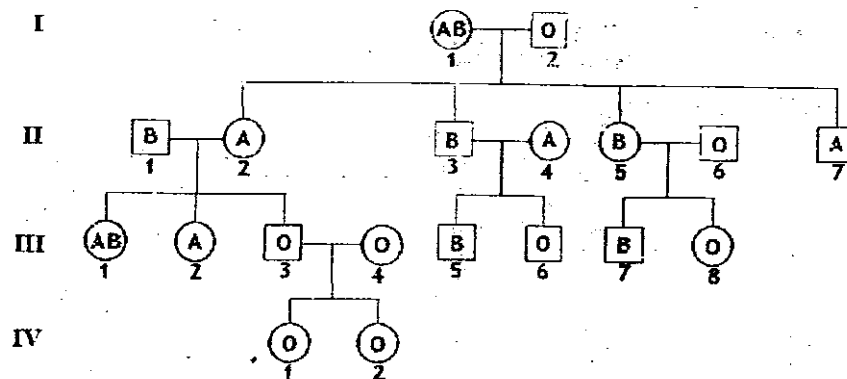 I
AB O
1 2
II
B A B A B O A
1 2 3 4 5 6 7
III
AB A O O B O B O
1 2 3 4 5 6 7 8
IV
O O
1 2